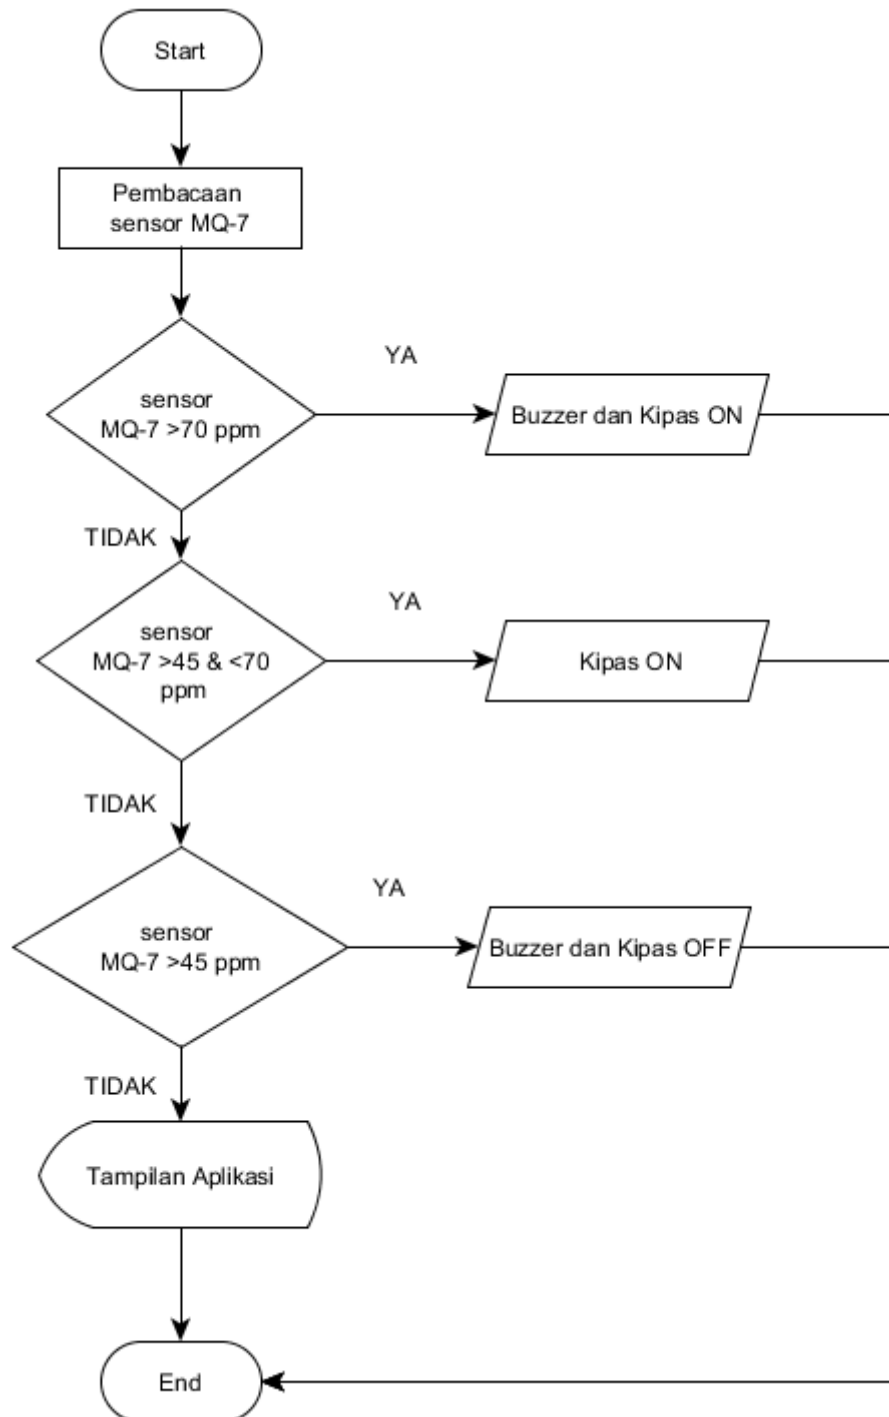 Start
Pembacaan
sensor MQ-7
sensor
MQ-7 >70 ppm
YA
Buzzer dan Kipas ON
TIDAK
sensor
MQ-7 >45 & <70
ppm
YA
Kipas ON
TIDAK
sensor
MQ-7 >45 ppm
YA
Buzzer dan Kipas OFF
TIDAK
Tampilan Aplikasi
End